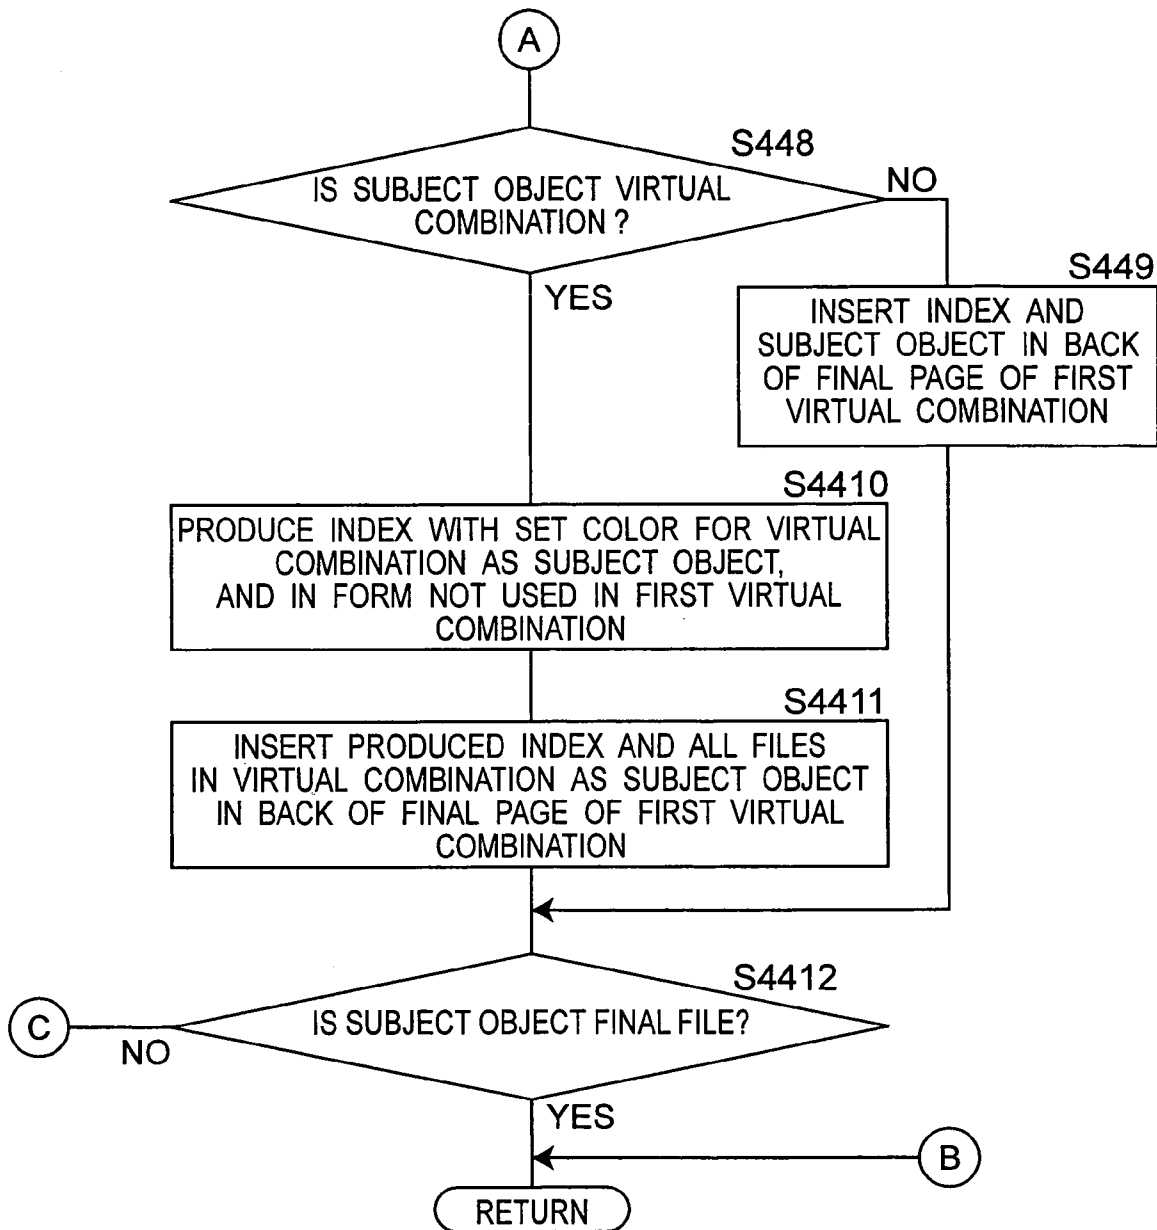 A
S448
IS SUBJECT OBJECT VIRTUAL
COMBINATION ?
NO
YES
S449
INSERT INDEX AND
SUBJECT OBJECT IN BACK
OF FINAL PAGE OF FIRST
VIRTUAL COMBINATION
S4410
PRODUCE INDEX WITH SET COLOR FOR VIRTUAL
COMBINATION AS SUBJECT OBJECT,
AND IN FORM NOT USED IN FIRST VIRTUAL
COMBINATION
S4411
INSERT PRODUCED INDEX AND ALL FILES
IN VIRTUAL COMBINATION AS SUBJECT OBJECT
IN BACK OF FINAL PAGE OF FIRST VIRTUAL
COMBINATION
S4412
IS SUBJECT OBJECT FINAL FILE?
C
NO
YES
B
RETURN